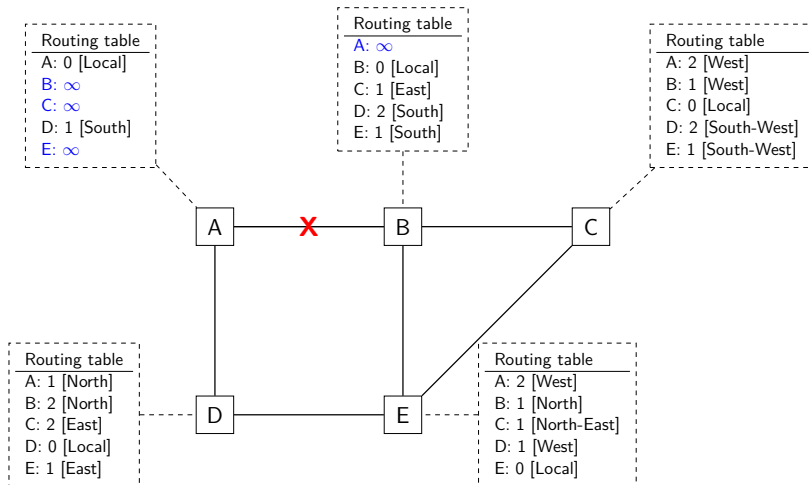 Routing table
A: 0 [Local]
B: ∞
C: ∞
D: 1 [South]
E: ∞
Routing table
A: ∞
B: 0 [Local]
C: 1 [East]
D: 2 [South]
E: 1 [South]
Routing table
A: 2 [West]
B: 1 [West]
C: 0 [Local]
D: 2 [South-West]
E: 1 [South-West]
A
X
B
C
Routing table
A: 1 [North]
B: 2 [North]
C: 2 [East]
D: 0 [Local]
E: 1 [East]
D
E
Routing table
A: 2 [West]
B: 1 [North]
C: 1 [North-East]
D: 1 [West]
E: 0 [Local]